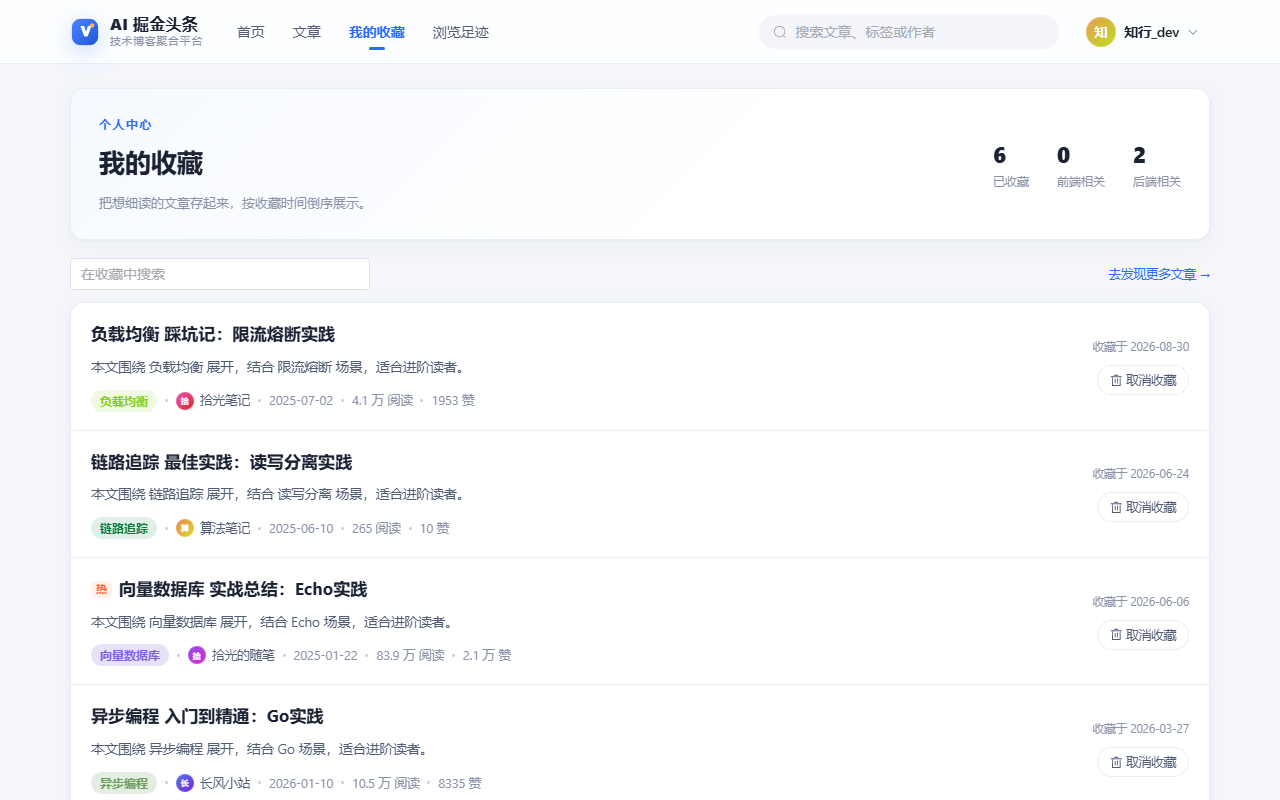 AI 掘金头条
技术博客聚合平台
首页 文章 我的收藏 浏览足迹
搜索文章、标签或作者
知 知行_dev
个人中心
我的收藏
把想细读的文章存起来，按收藏时间倒序展示。
6 已收藏
0 前端相关
2 后端相关
在收藏中搜索
去发现更多文章 →
负载均衡 踩坑记：限流熔断实践
本文围绕 负载均衡 展开，结合 限流熔断 场景，适合进阶读者。
负载均衡 · 拾 拾光笔记 · 2025-07-02 · 4.1 万 阅读 · 1953 赞
收藏于 2026-08-30
取消收藏
链路追踪 最佳实践：读写分离实践
本文围绕 链路追踪 展开，结合 读写分离 场景，适合进阶读者。
链路追踪 · 算 算法笔记 · 2025-06-10 · 265 阅读 · 10 赞
收藏于 2026-06-24
取消收藏
热 向量数据库 实战总结：Echo实践
本文围绕 向量数据库 展开，结合 Echo 场景，适合进阶读者。
向量数据库 · 拾 拾光的随笔 · 2025-01-22 · 83.9 万 阅读 · 2.1 万 赞
收藏于 2026-06-06
取消收藏
异步编程 入门到精通：Go实践
本文围绕 异步编程 展开，结合 Go 场景，适合进阶读者。
异步编程 · 长 长风小站 · 2026-01-10 · 10.5 万 阅读 · 8335 赞
收藏于 2026-03-27
取消收藏